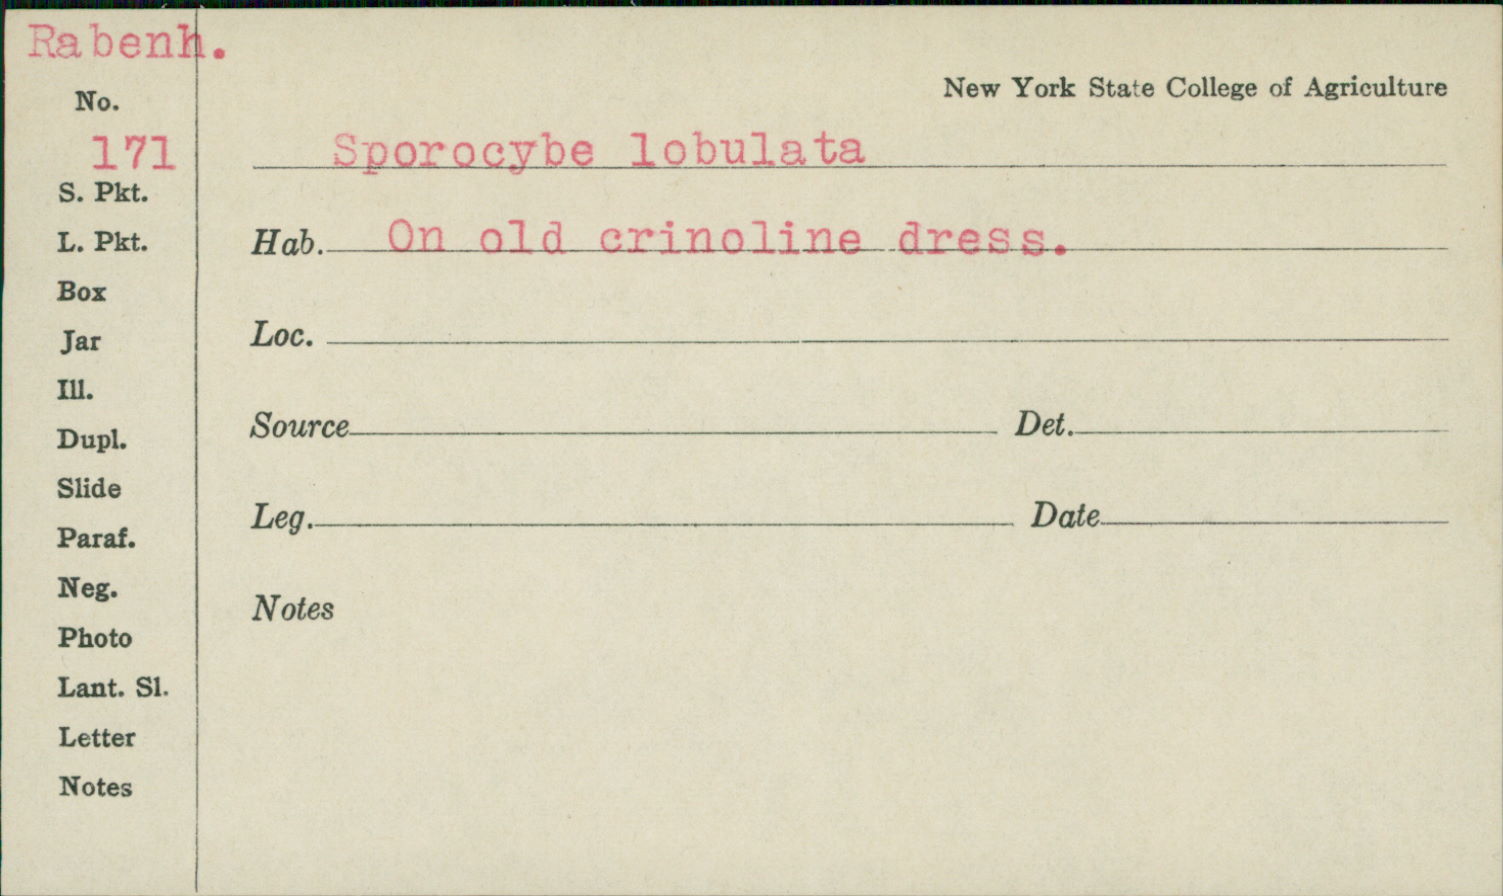 Rabenh.
New York State College of Agriculture
No.
171
Sporocybe lobulata
S. Pkt.
L. Pkt.
Hab. On old crinoline dress.
Box
Jar
Loc.
Ill.
Dupl.
Source Det.
Slide
Leg. Date
Paraf.
Neg.
Notes
Photo
Lant. Sl.
Letter
Notes